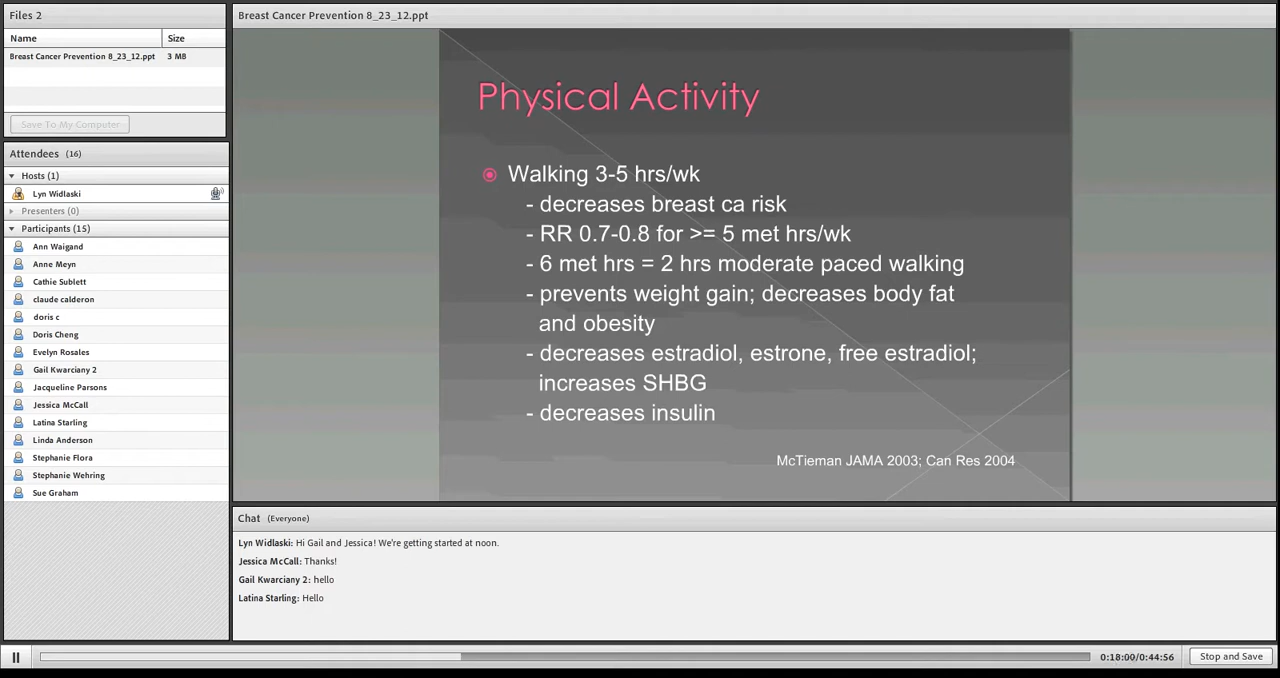 Files 2
Name Size
Breast Cancer Prevention 8_23_12.ppt 3 MB
Save To My Computer
Attendees (16)
Hosts (1)
Lyn Widlaski
Presenters (0)
Participants (15)
Ann Waigand
Anne Meyn
Cathie Sublett
claude calderon
doris c
Doris Cheng
Evelyn Rosales
Gail Kwarciany 2
Jacqueline Parsons
Jessica McCall
Latina Starling
Linda Anderson
Stephanie Flora
Stephanie Wehring
Sue Graham
Breast Cancer Prevention 8_23_12.ppt
Physical Activity
Walking 3-5 hrs/wk
- decreases breast ca risk
- RR 0.7-0.8 for >= 5 met hrs/wk
- 6 met hrs = 2 hrs moderate paced walking
- prevents weight gain; decreases body fat
and obesity
- decreases estradiol, estrone, free estradiol;
increases SHBG
- decreases insulin
McTieman JAMA 2003; Can Res 2004
Chat (Everyone)
Lyn Widlaski: Hi Gail and Jessica! We're getting started at noon.
Jessica McCall: Thanks!
Gail Kwarciany 2: hello
Latina Starling: Hello
0:18:00/0:44:56 Stop and Save